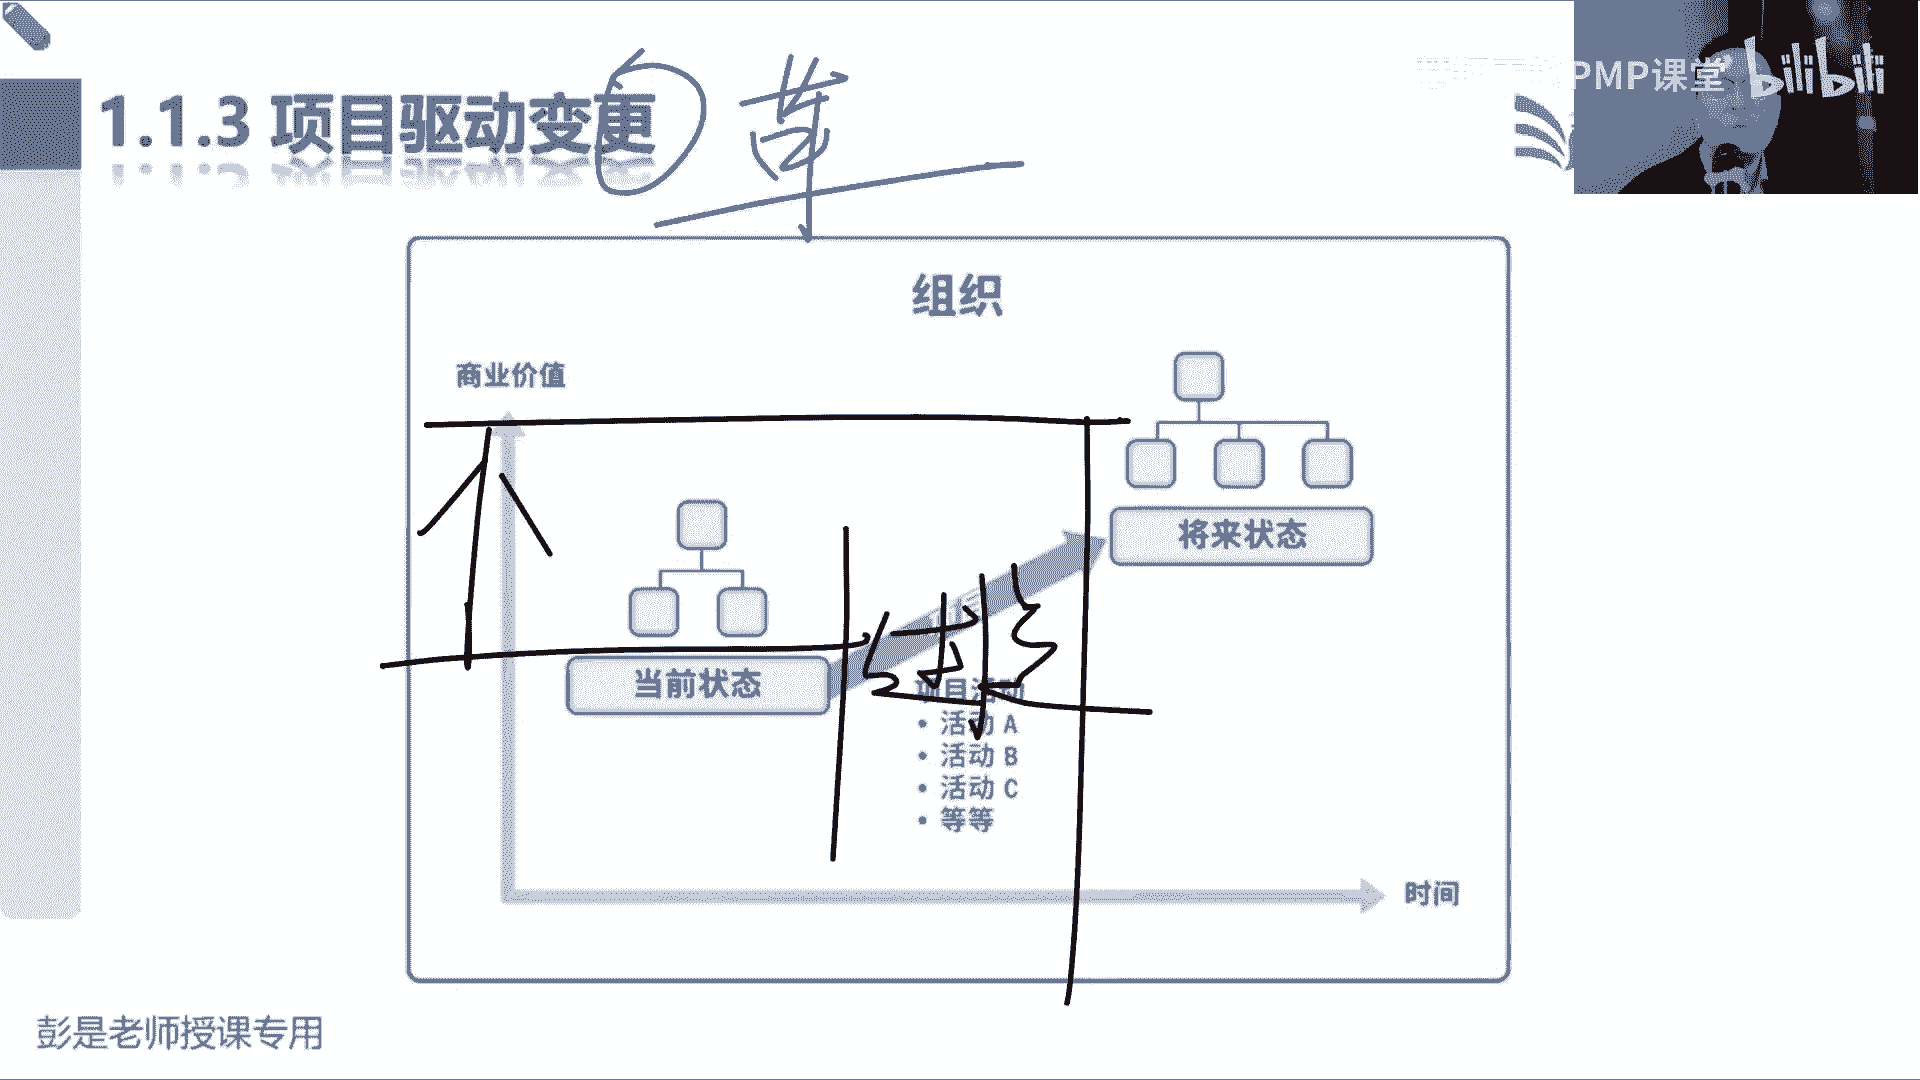 1.1.3 项目驱动变更
革
PMP课堂 bilibili
组织
商业价值
将来状态
当前状态
项目活动
• 活动 A
• 活动 B
• 活动 C
• 等等
时间
彭是老师授课专用